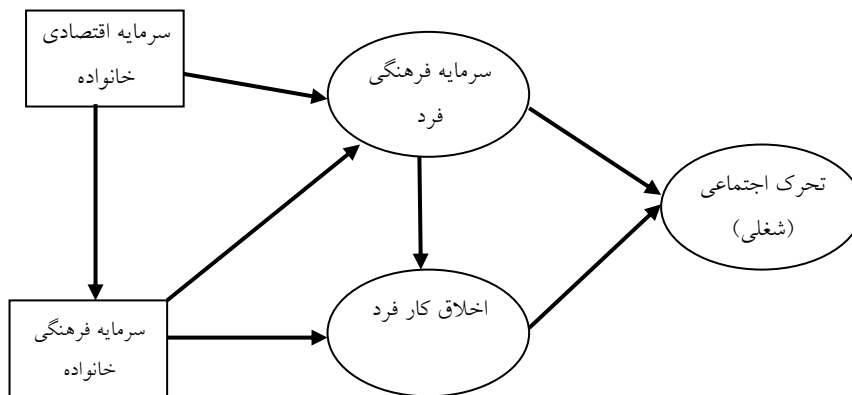 سرمایه اقتصادی
خانواده
سرمایه فرهنگی
فرد
تحرک اجتماعی
(شغلی)
اخلاق کار فرد
سرمایه فرهنگی
خانواده